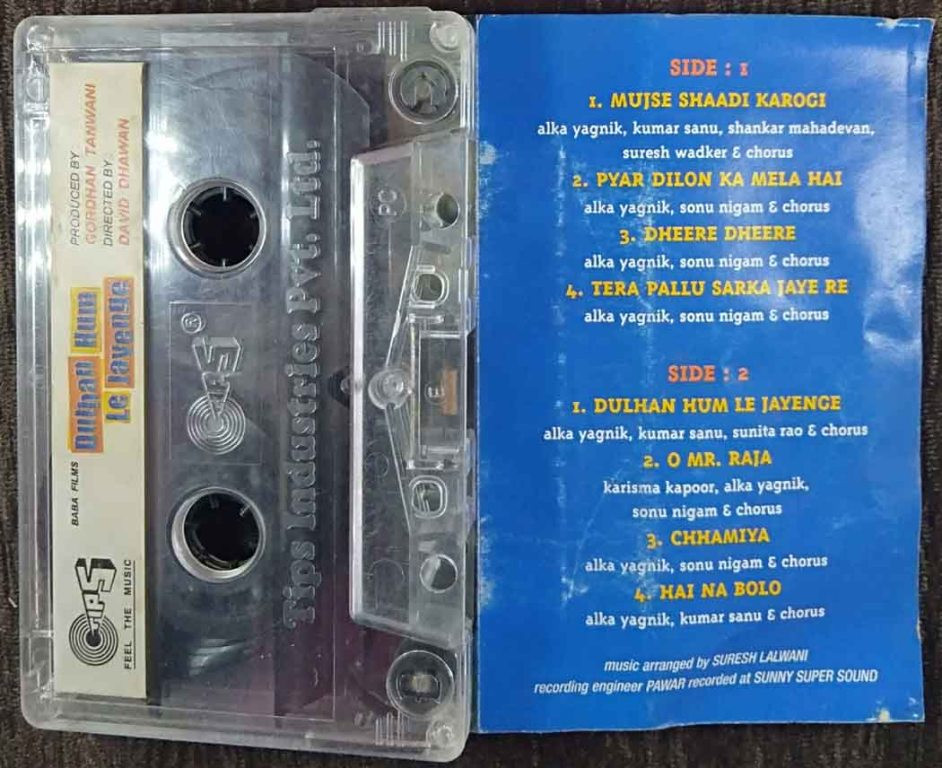 PRODUCED BY
GORDHAN TANWANI
DIRECTED BY
DAVID DHAWAN
Dulhan Hum
Le Jayenge
BABA FILMS
TIPS
FEEL THE MUSIC
TIPS®
Tips Industries Pvt. Ltd.
SIDE : 1
1. MUJSE SHAADI KAROGI
alka yagnik, kumar sanu, shankar mahadevan,
suresh wadker & chorus
2. PYAR DILON KA MELA HAI
alka yagnik, sonu nigam & chorus
3. DHEERE DHEERE
alka yagnik, sonu nigam & chorus
4. TERA PALLU SARKA JAYE RE
alka yagnik, sonu nigam & chorus
SIDE : 2
1. DULHAN HUM LE JAYENGE
alka yagnik, kumar sanu, sunita rao & chorus
2. O MR. RAJA
karisma kapoor, alka yagnik,
sonu nigam & chorus
3. CHHAMIYA
alka yagnik, sonu nigam & chorus
4. HAI NA BOLO
alka yagnik, kumar sanu & chorus
music arranged by SURESH LALWANI
recording engineer PAWAR recorded at SUNNY SUPER SOUND